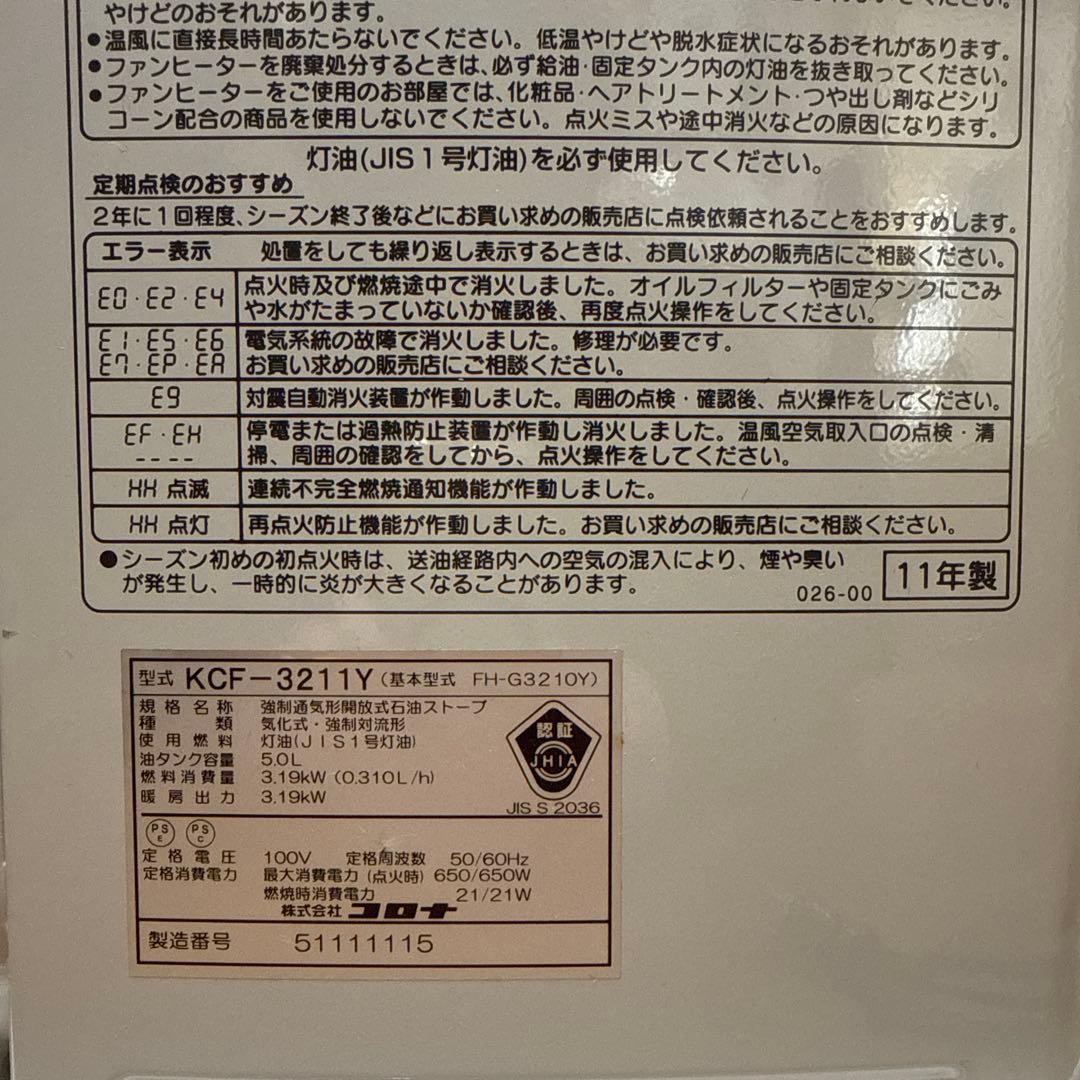 やけどのおそれがあります。
●温風に直接長時間あたらないでください。低温やけどや脱水症状になるおそれがあります。
●ファンヒーターを廃棄処分するときは、必ず給油・固定タンク内の灯油を抜き取ってください。
●ファンヒーターをご使用のお部屋では、化粧品・ヘアトリートメント・つや出し剤などシリ
コーン配合の商品を使用しないでください。点火ミスや途中消火などの原因になります。
灯油(JIS1号灯油)を必ず使用してください。
定期点検のおすすめ
2年に1回程度、シーズン終了後などにお買い求めの販売店に点検依頼されることをおすすめします。
エラー表示 処置をしても繰り返し表示するときは、お買い求めの販売店にご相談ください。
E0・E2・E4 点火時及び燃焼途中で消火しました。オイルフィルターや固定タンクにごみ
や水がたまっていないか確認後、再度点火操作をしてください。
E1・E5・E6 電気系統の故障で消火しました。修理が必要です。
E7・EP・EA お買い求めの販売店にご相談ください。
E9 対震自動消火装置が作動しました。周囲の点検・確認後、点火操作をしてください。
EF・EH 停電または過熱防止装置が作動し消火しました。温風空気取入口の点検・清
---- 掃、周囲の確認をしてから、点火操作をしてください。
HH 点滅 連続不完全燃焼通知機能が作動しました。
HH 点灯 再点火防止機能が作動しました。お買い求めの販売店にご相談ください。
●シーズン初めの初点火時は、送油経路内への空気の混入により、煙や臭い
が発生し、一時的に炎が大きくなることがあります。
026-00 11年製
型式 KCF-3211Y (基本型式 FH-G3210Y)
規格名称 強制通気形開放式石油ストーブ
種類 気化式・強制対流形
使用燃料 灯油(JIS1号灯油)
油タンク容量 5.0L
燃料消費量 3.19kW (0.310L/h)
暖房出力 3.19kW
認証
JHIA
JIS S 2036
PS E PS C
定格電圧 100V 定格周波数 50/60Hz
定格消費電力 最大消費電力 (点火時) 650/650W
燃焼時消費電力 21/21W
株式会社 コロナ
製造番号 51111115